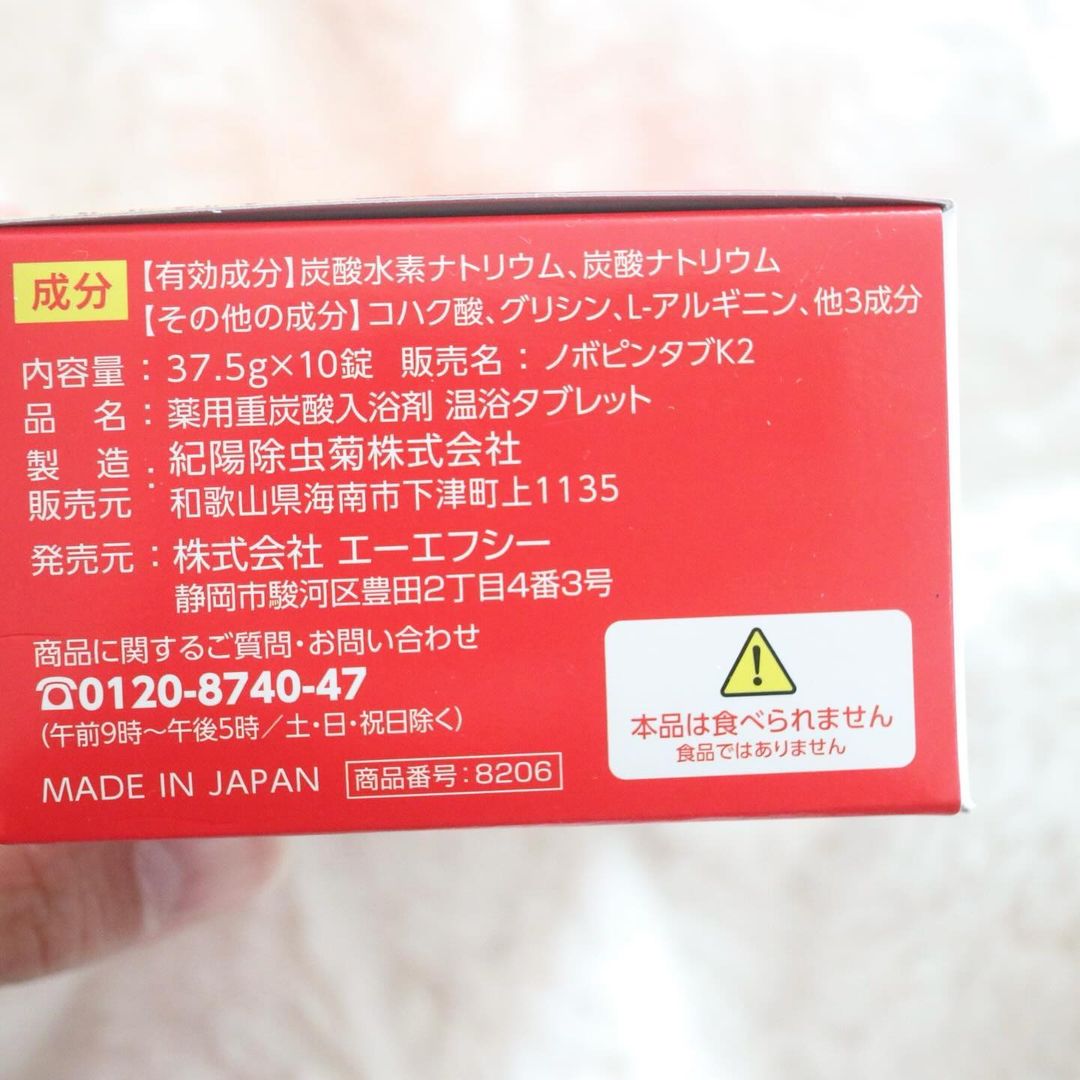 成分
【有効成分】炭酸水素ナトリウム、炭酸ナトリウム
【その他の成分】コハク酸、グリシン、L-アルギニン、他3成分
内容量：37.5g×10錠 販売名：ノボピンタブK2
品 名：薬用重炭酸入浴剤 温浴タブレット
製 造：紀陽除虫菊株式会社
販売元：和歌山県海南市下津町上1135
発売元：株式会社 エーエフシー
静岡市駿河区豊田2丁目4番3号
商品に関するご質問・お問い合わせ
☎0120-8740-47
(午前9時〜午後5時／土・日・祝日除く)
MADE IN JAPAN 商品番号：8206
本品は食べられません
食品ではありません